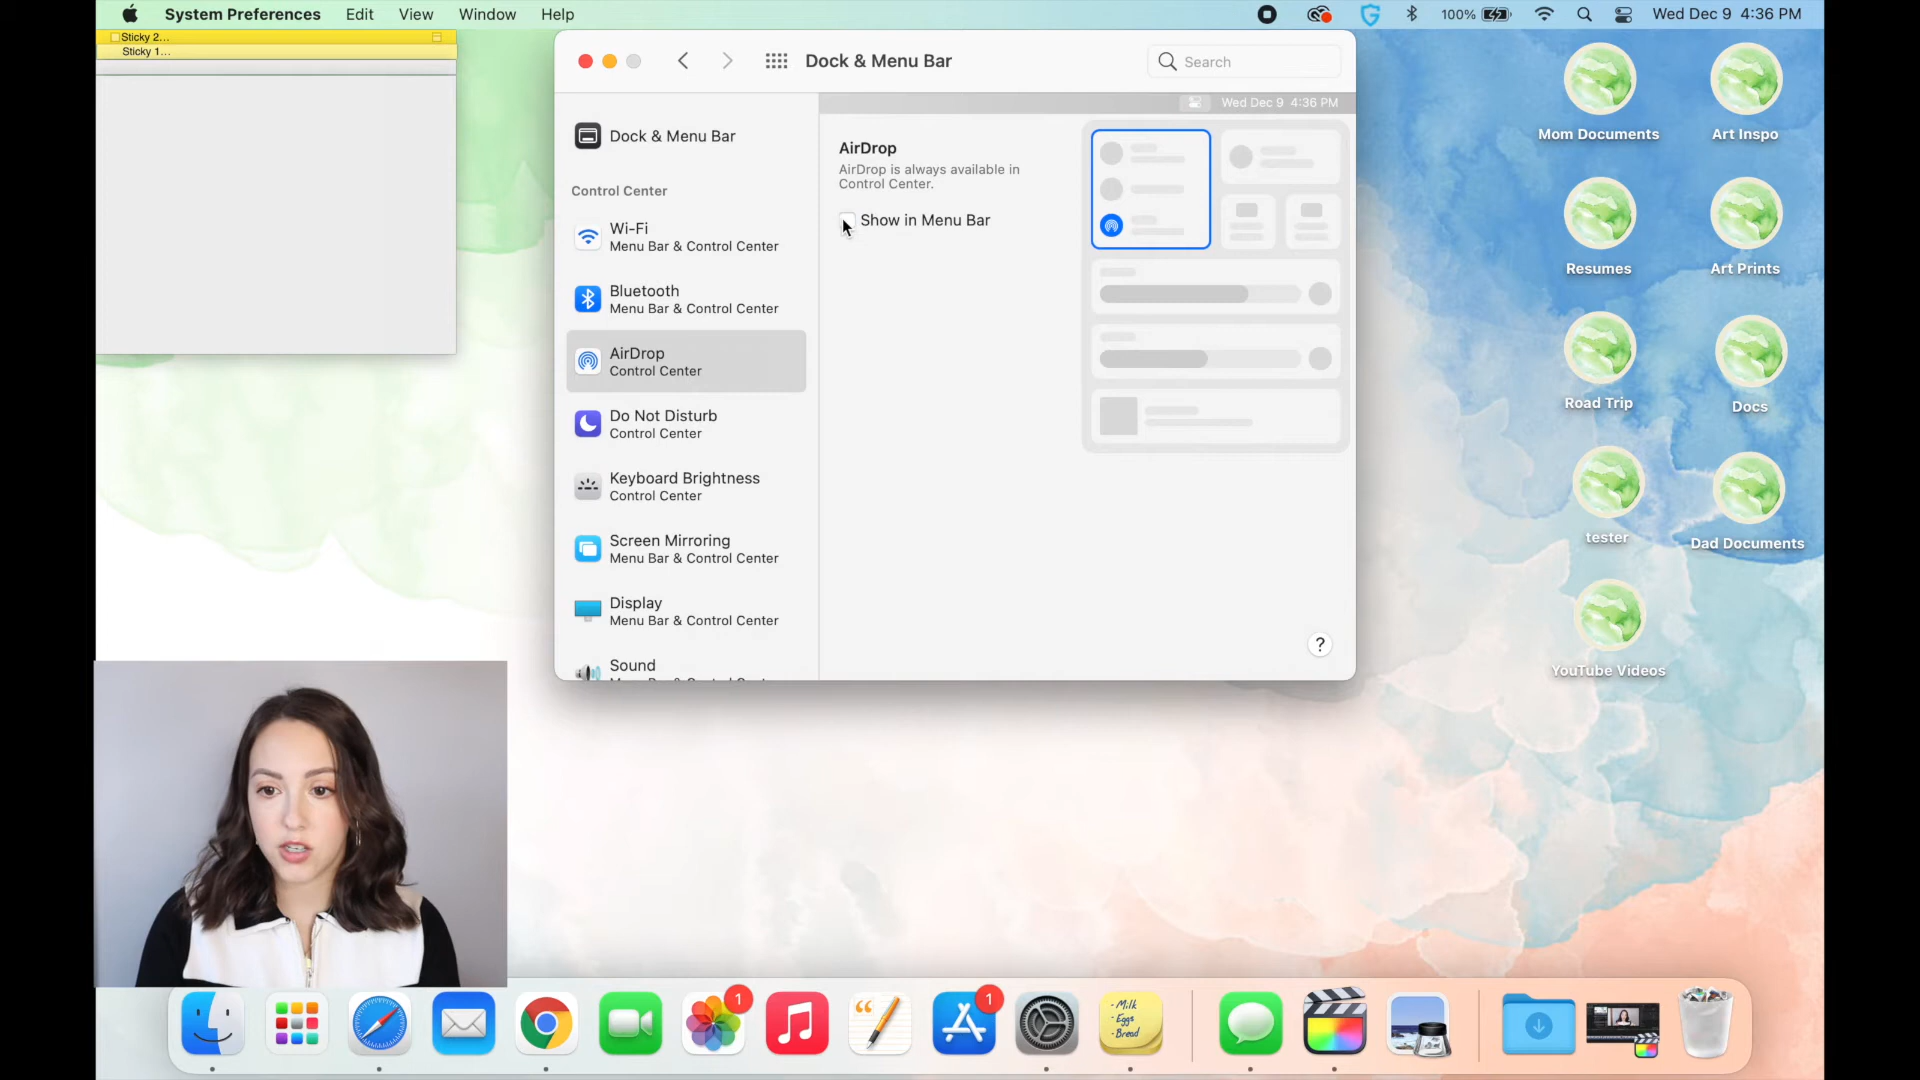 System Preferences Edit View Window Help 100% Wed Dec 9 4:36 PM
Sticky 2...
Sticky 1...
Dock & Menu Bar
Search
Wed Dec 9 4:36 PM
Dock & Menu Bar
Control Center
Wi-Fi
Menu Bar & Control Center
Bluetooth
Menu Bar & Control Center
AirDrop
Control Center
Do Not Disturb
Control Center
Keyboard Brightness
Control Center
Screen Mirroring
Menu Bar & Control Center
Display
Menu Bar & Control Center
Sound
AirDrop
AirDrop is always available in
Control Center.
Show in Menu Bar
?
Mom Documents
Art Inspo
Resumes
Art Prints
Road Trip
Docs
tester
Dad Documents
YouTube Videos
1
1
- Milk
- Eggs
- Bread